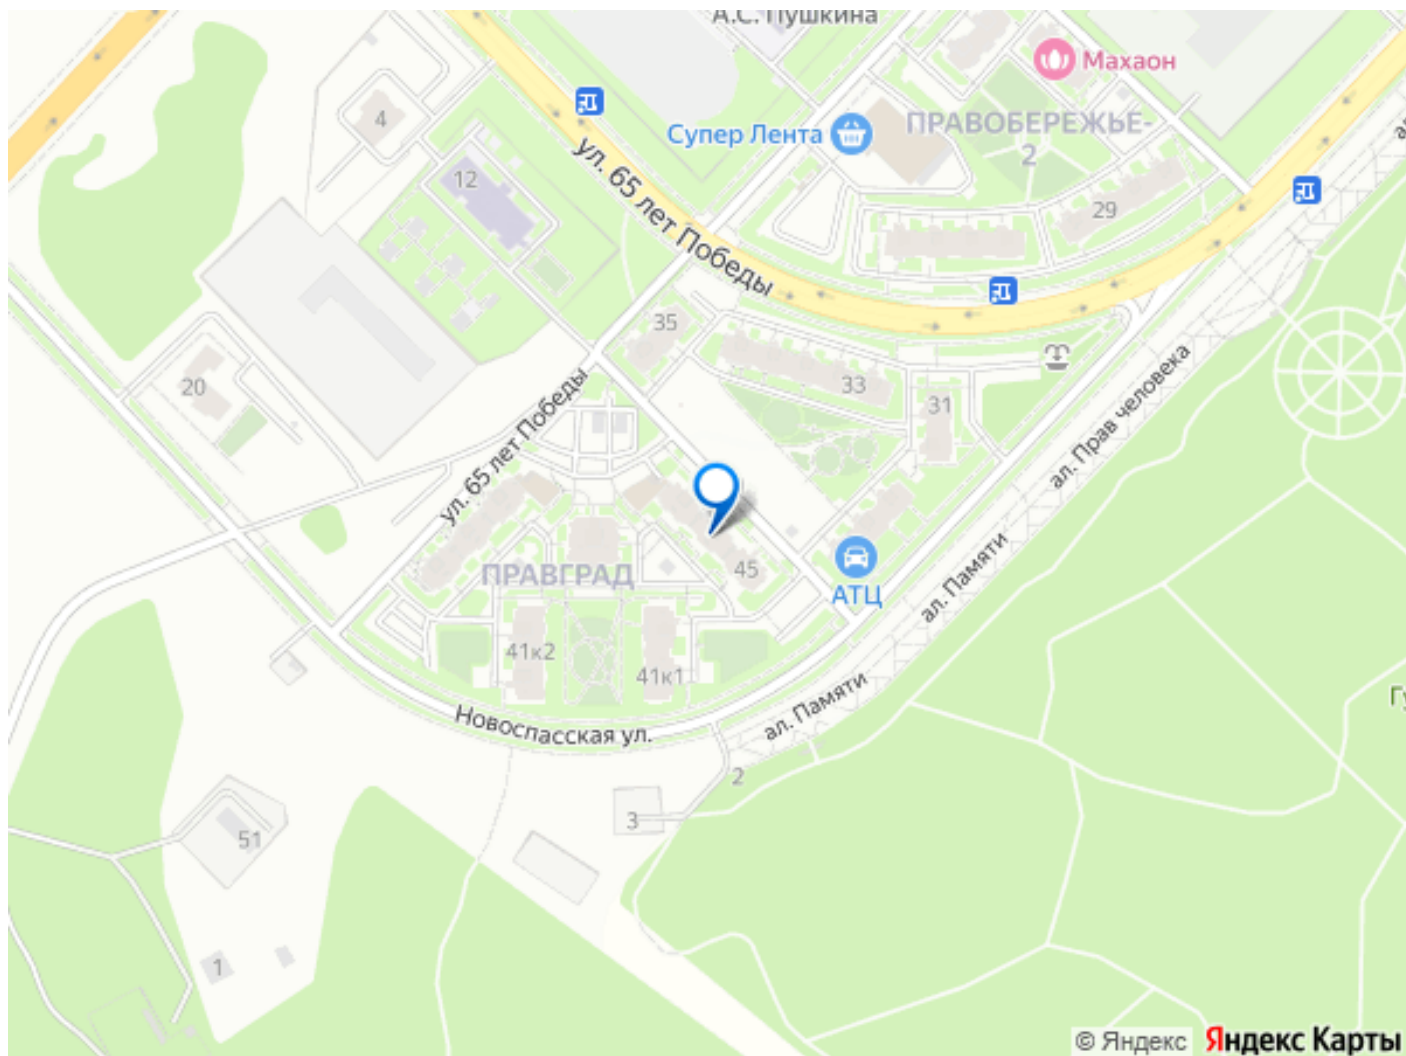 А.С. Пушкина
Махаон
4
Супер Лента
ПРАВОБЕРЕЖЬЕ-
2
12
29
ул. 65 лет Победы
35
33
31
20
ул. 65 лет Победы
ал. Прав человека
ПРАВГРАД
45
АТЦ
ал. Памяти
41к2
41к1
ал. Памяти
Новоспасская ул.
2
3
51
1
© Яндекс
Яндекс Карты